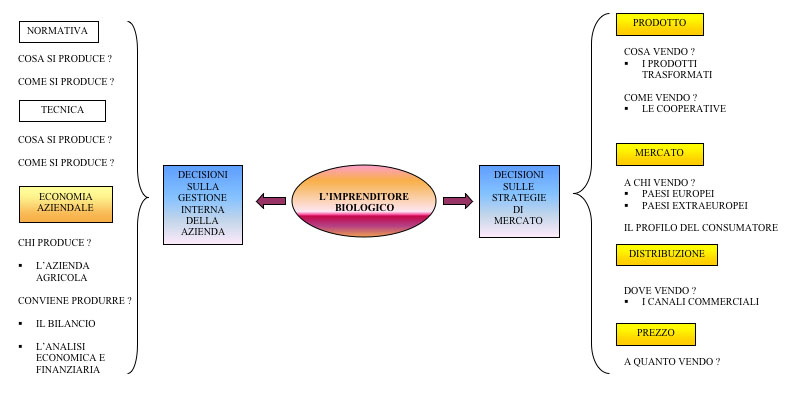 NORMATIVA
COSA SI PRODUCE ?
COME SI PRODUCE ?
TECNICA
COSA SI PRODUCE ?
COME SI PRODUCE ?
ECONOMIA
AZIENDALE
CHI PRODUCE ?
▪ L'AZIENDA
AGRICOLA
CONVIENE PRODURRE ?
▪ IL BILANCIO
▪ L'ANALISI
ECONOMICA E
FINANZIARIA
DECISIONI
SULLA
GESTIONE
INTERNA
DELLA
AZIENDA
L'IMPRENDITORE
BIOLOGICO
DECISIONI
SULLE
STRATEGIE
DI
MERCATO
PRODOTTO
COSA VENDO ?
▪ I PRODOTTI
TRASFORMATI
COME VENDO ?
▪ LE COOPERATIVE
MERCATO
A CHI VENDO ?
▪ PAESI EUROPEI
▪ PAESI EXTRAEUROPEI
IL PROFILO DEL CONSUMATORE
DISTRIBUZIONE
DOVE VENDO ?
▪ I CANALI COMMERCIALI
PREZZO
A QUANTO VENDO ?